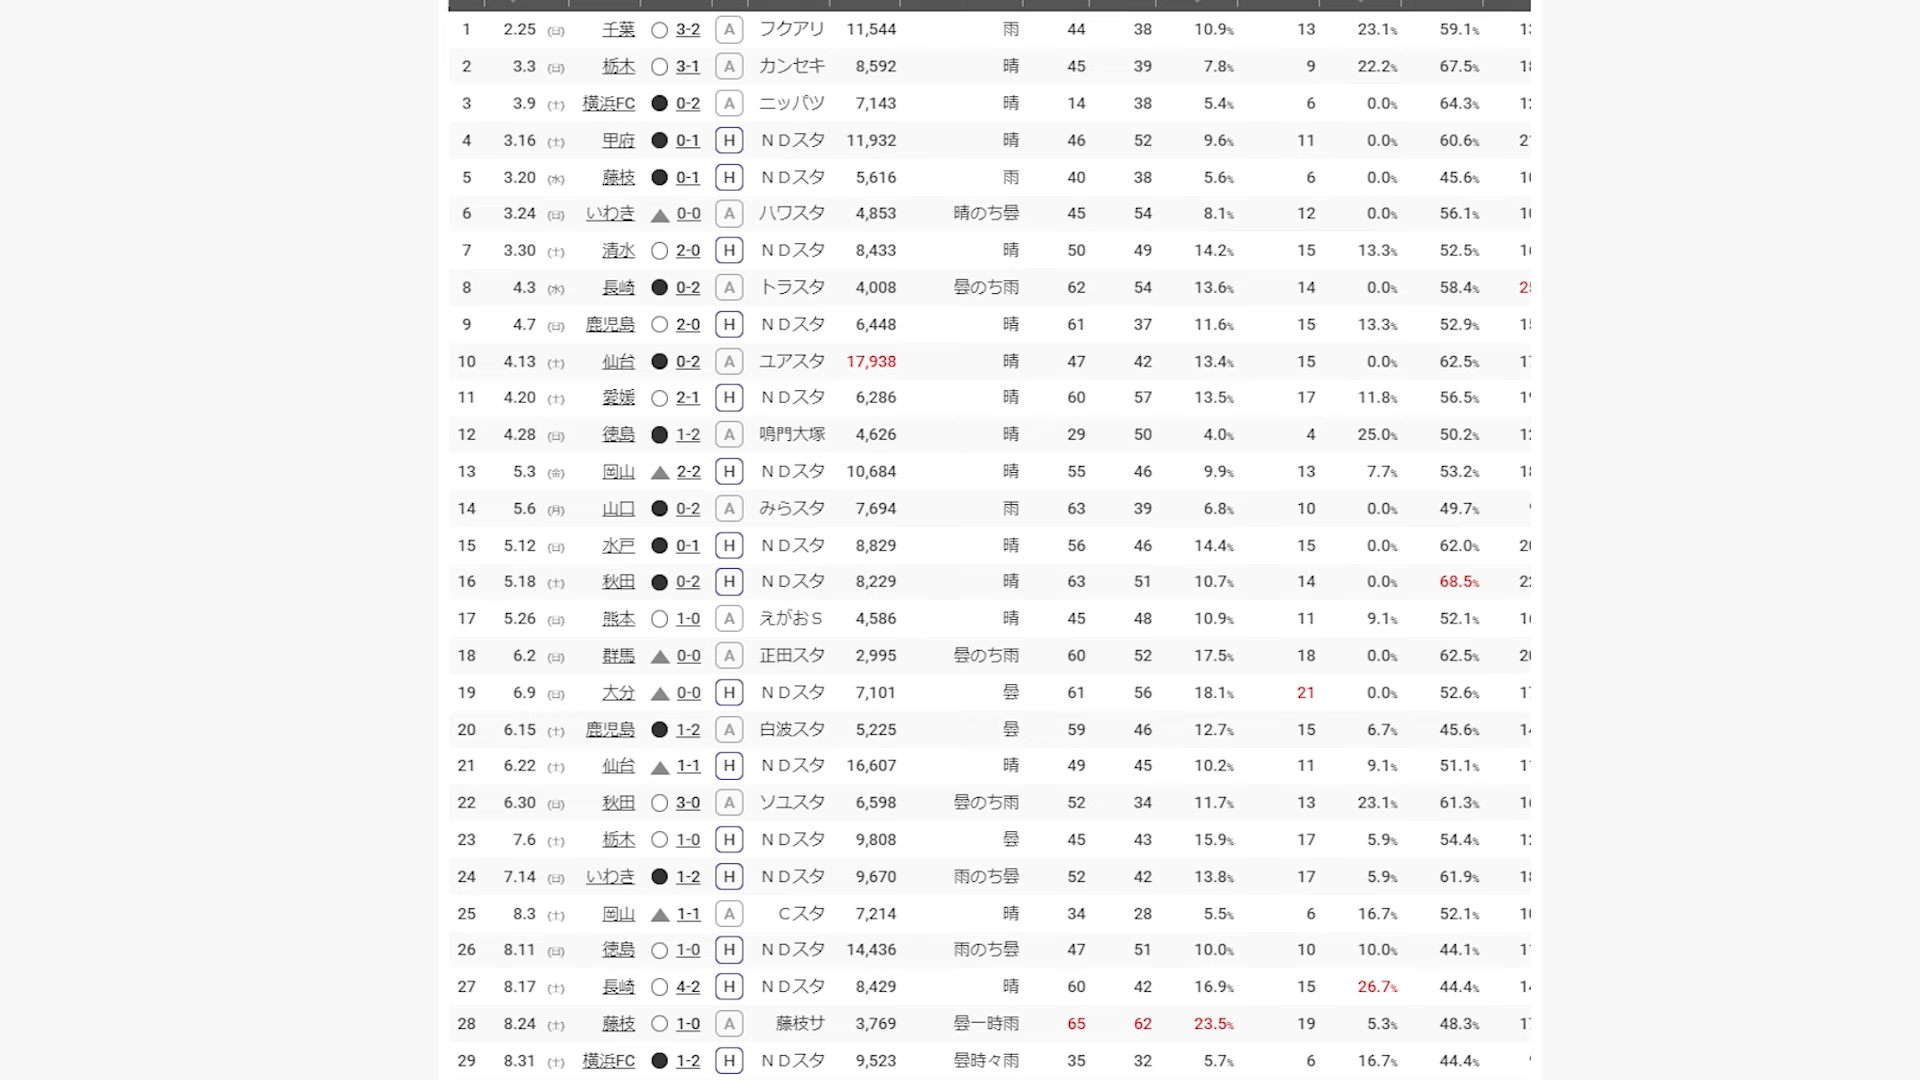 1 2.25 (日) 千葉 ○ 3-2 A フクアリ 11,544 雨 44 38 10.9% 13 23.1% 59.1%
2 3.3 (日) 栃木 ○ 3-1 A カンセキ 8,592 晴 45 39 7.8% 9 22.2% 67.5%
3 3.9 (土) 横浜FC ● 0-2 A ニッパツ 7,143 晴 14 38 5.4% 6 0.0% 64.3%
4 3.16 (土) 甲府 ● 0-1 H NDスタ 11,932 晴 46 52 9.6% 11 0.0% 60.6%
5 3.20 (水) 藤枝 ● 0-1 H NDスタ 5,616 雨 40 38 5.6% 6 0.0% 45.6%
6 3.24 (日) いわき ▲ 0-0 A ハワスタ 4,853 晴のち曇 45 54 8.1% 12 0.0% 56.1%
7 3.30 (土) 清水 ○ 2-0 H NDスタ 8,433 晴 50 49 14.2% 15 13.3% 52.5%
8 4.3 (水) 長崎 ● 0-2 A トラスタ 4,008 曇のち雨 62 54 13.6% 14 0.0% 58.4%
9 4.7 (日) 鹿児島 ○ 2-0 H NDスタ 6,448 晴 61 37 11.6% 15 13.3% 52.9%
10 4.13 (土) 仙台 ● 0-2 A ユアスタ 17,938 晴 47 42 13.4% 15 0.0% 62.5%
11 4.20 (土) 愛媛 ○ 2-1 H NDスタ 6,286 晴 60 57 13.5% 17 11.8% 56.5%
12 4.28 (日) 徳島 ● 1-2 A 鳴門大塚 4,626 晴 29 50 4.0% 4 25.0% 50.2%
13 5.3 (金) 岡山 ▲ 2-2 H NDスタ 10,684 晴 55 46 9.9% 13 7.7% 53.2%
14 5.6 (月) 山口 ● 0-2 A みらスタ 7,694 雨 63 39 6.8% 10 0.0% 49.7%
15 5.12 (日) 水戸 ● 0-1 H NDスタ 8,829 晴 56 46 14.4% 15 0.0% 62.0%
16 5.18 (土) 秋田 ● 0-2 H NDスタ 8,229 晴 63 51 10.7% 14 0.0% 68.5%
17 5.26 (日) 熊本 ○ 1-0 A えがおS 4,586 晴 45 48 10.9% 11 9.1% 52.1%
18 6.2 (日) 群馬 ▲ 0-0 A 正田スタ 2,995 曇のち雨 60 52 17.5% 18 0.0% 62.5%
19 6.9 (日) 大分 ▲ 0-0 H NDスタ 7,101 曇 61 56 18.1% 21 0.0% 52.6%
20 6.15 (土) 鹿児島 ● 1-2 A 白波スタ 5,225 曇 59 46 12.7% 15 6.7% 45.6%
21 6.22 (土) 仙台 ▲ 1-1 H NDスタ 16,607 晴 49 45 10.2% 11 9.1% 51.1%
22 6.30 (日) 秋田 ○ 3-0 A ソユスタ 6,598 曇のち雨 52 34 11.7% 13 23.1% 61.3%
23 7.6 (土) 栃木 ○ 1-0 H NDスタ 9,808 曇 45 43 15.9% 17 5.9% 54.4%
24 7.14 (日) いわき ● 1-2 H NDスタ 9,670 雨のち曇 52 42 13.8% 17 5.9% 61.9%
25 8.3 (土) 岡山 ▲ 1-1 A Cスタ 7,214 晴 34 28 5.5% 6 16.7% 52.1%
26 8.11 (日) 徳島 ○ 1-0 H NDスタ 14,436 雨のち曇 47 51 10.0% 10 10.0% 44.1%
27 8.17 (土) 長崎 ○ 4-2 H NDスタ 8,429 晴 60 42 16.9% 15 26.7% 44.4%
28 8.24 (土) 藤枝 ○ 1-0 A 藤枝サ 3,769 曇一時雨 65 62 23.5% 19 5.3% 48.3%
29 8.31 (土) 横浜FC ● 1-2 H NDスタ 9,523 曇時々雨 35 32 5.7% 6 16.7% 44.4%